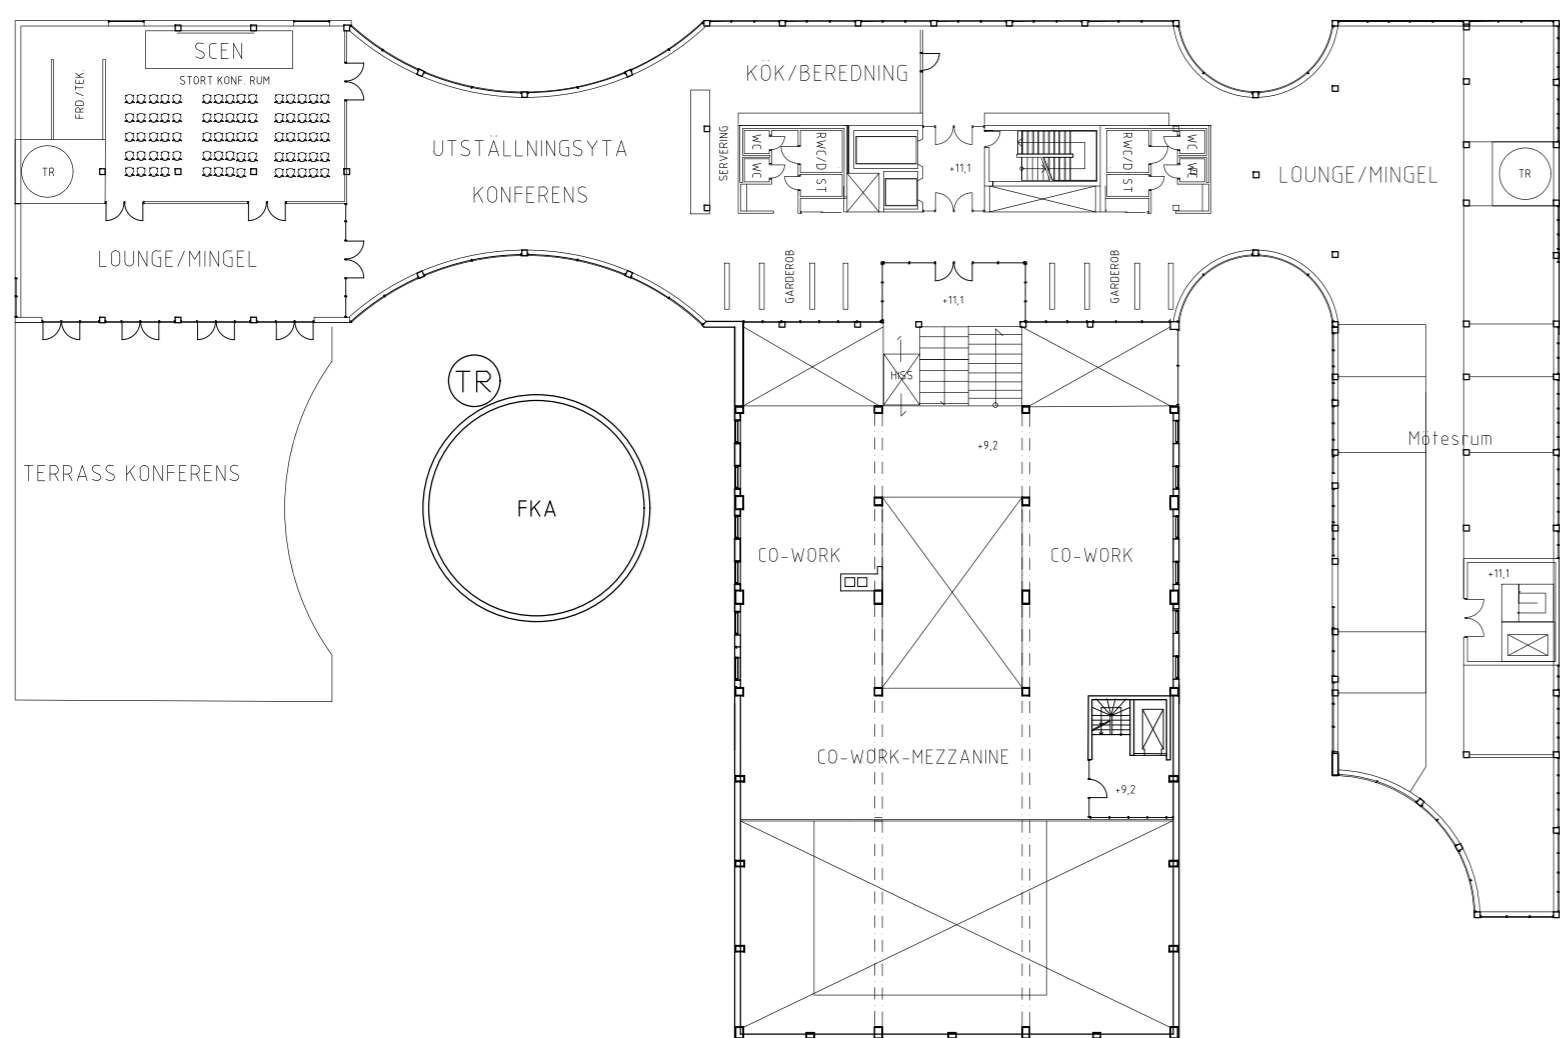 SCEN
STORT KONF. RUM
FRD./TEK.
TR
LOUNGE/MINGEL
UTSTÄLLNINGSYTA
KONFERENS
KÖK/BEREDNING
SERVERING
WC
WC
RWC/D
ST
+11,1
RWC/D
ST
WC
WC
LOUNGE/MINGEL
TR
GARDEROB
+11,1
GARDEROB
HISS
TR
FKA
TERRASS KONFERENS
+9,2
Mötesrum
CO-WORK
CO-WORK
+11,1
CO-WORK-MEZZANINE
+9,2